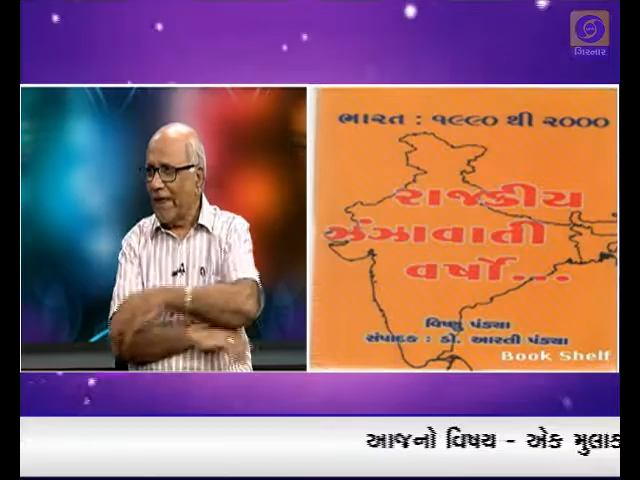 ગિરનાર
ભારત : ૧૯૯૦ થી ૨૦૦૦
રાજકીય
ઝંઝાવાતી
વર્ષો...
વિષ્ણુ પંડ્યા
સંપાદક : ડૉ. આરતી પંડ્યા
Book Shelf
આજનો વિષય - એક મુલાક